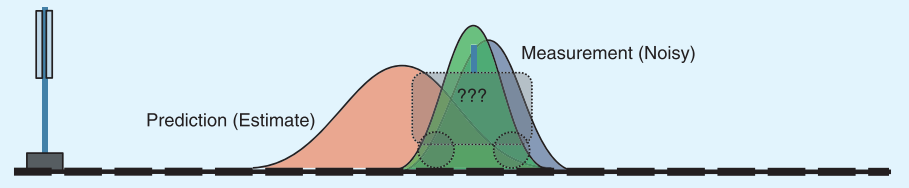 Measurement (Noisy)
???
Prediction (Estimate)